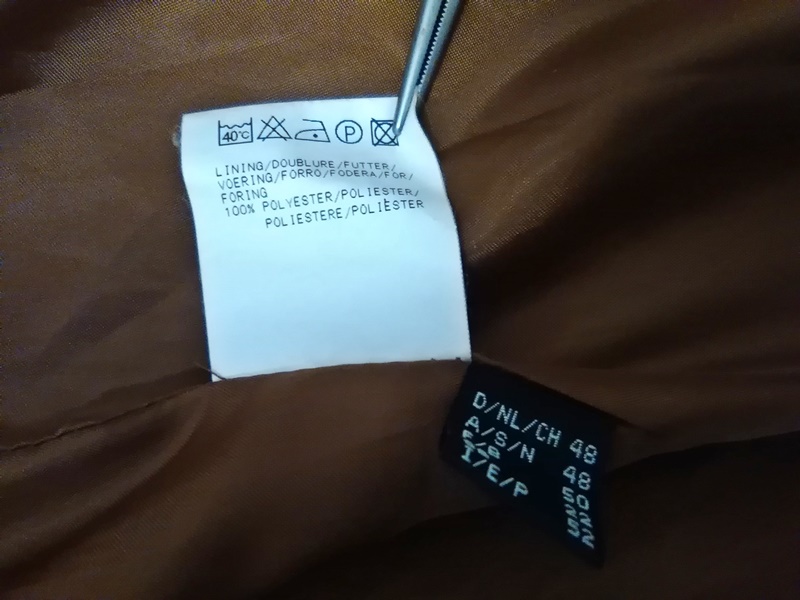 40°C P
LINING/DOUBLURE/FUTTER/
VOERING/FORRO/FODERA/FOR/
FORING
100% POLYESTER/POLIESTER/
POLIESTERE/POLIÈSTER
D/NL/CH 48
A/S/N 48
F/B 50
I/E/P 52